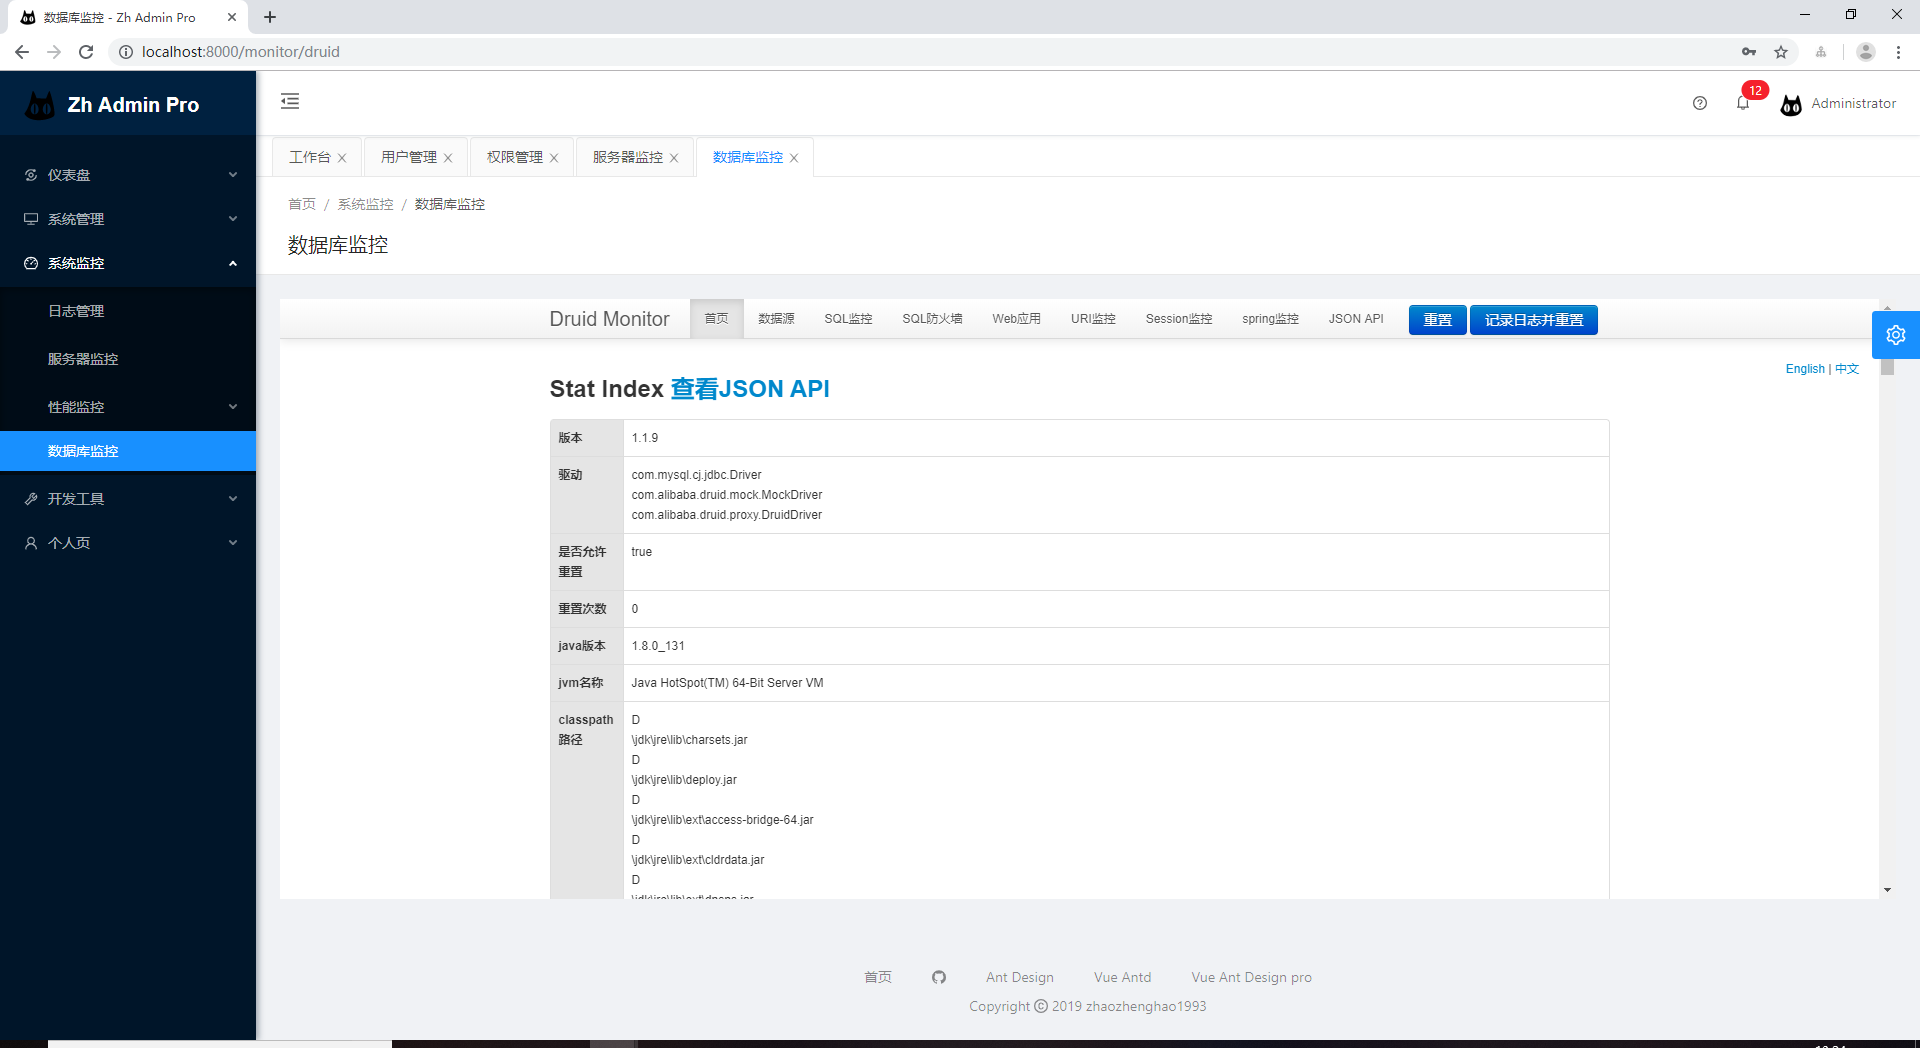 数据库监控 - Zh Admin Pro
localhost:8000/monitor/druid
Zh Admin Pro
12
Administrator
仪表盘
系统管理
系统监控
日志管理
服务器监控
性能监控
数据库监控
开发工具
个人页
工作台
用户管理
权限管理
服务器监控
数据库监控
首页 / 系统监控 / 数据库监控
数据库监控
Druid Monitor
首页
数据源
SQL监控
SQL防火墙
Web应用
URI监控
Session监控
spring监控
JSON API
重置
记录日志并重置
English | 中文
Stat Index 查看JSON API
版本
1.1.9
驱动
com.mysql.cj.jdbc.Driver
com.alibaba.druid.mock.MockDriver
com.alibaba.druid.proxy.DruidDriver
是否允许
重置
true
重置次数
0
java版本
1.8.0_131
jvm名称
Java HotSpot(TM) 64-Bit Server VM
classpath
路径
D
\jdk\jre\lib\charsets.jar
D
\jdk\jre\lib\deploy.jar
D
\jdk\jre\lib\ext\access-bridge-64.jar
D
\jdk\jre\lib\ext\cldrdata.jar
D
\jdk\jre\lib\ext\dnsns.jar
首页
Ant Design
Vue Antd
Vue Ant Design pro
Copyright © 2019 zhaozhenghao1993